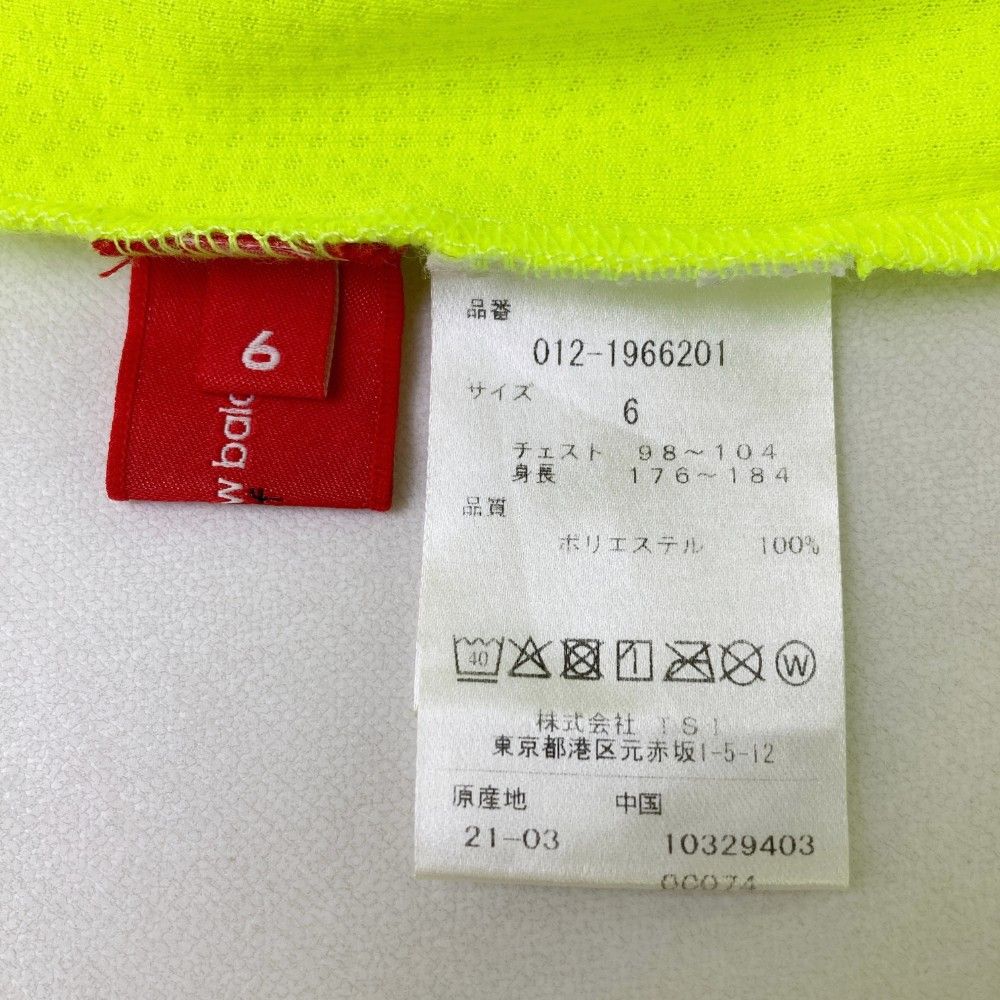 6
w bala
品番
012-1966201
サイズ
6
チェスト 98～104
身長 176～184
品質
ポリエステル 100%
40
1
W
株式会社 TSI
東京都港区元赤坂1-5-12
原産地 中国
21-03 10329403